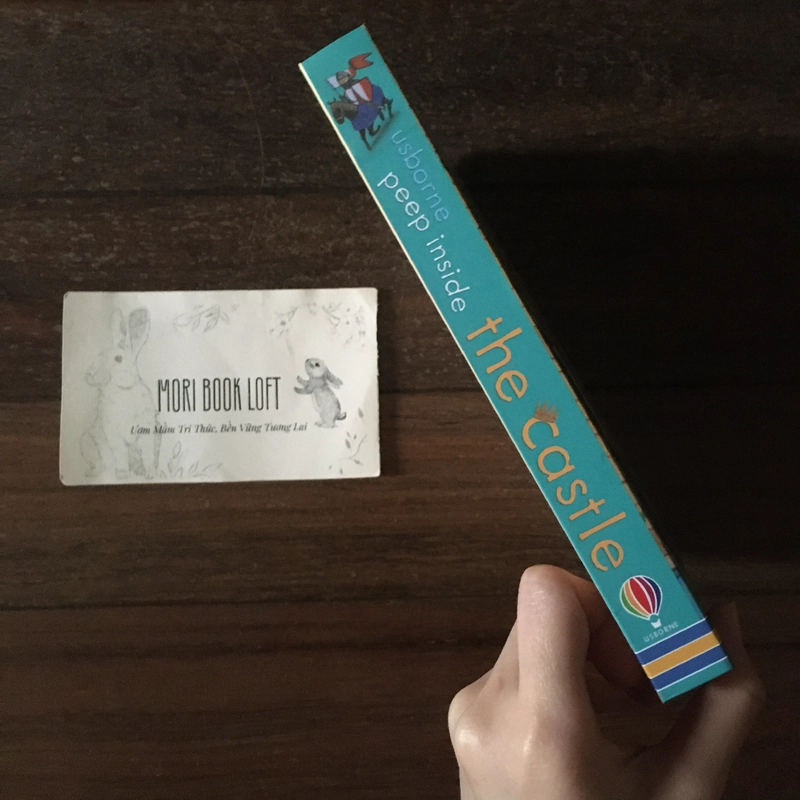 MORI BOOK LOFT
Ươm Mầm Tri Thức, Bền Vững Tương Lai
usborne
peep inside
the castle
USBORNE